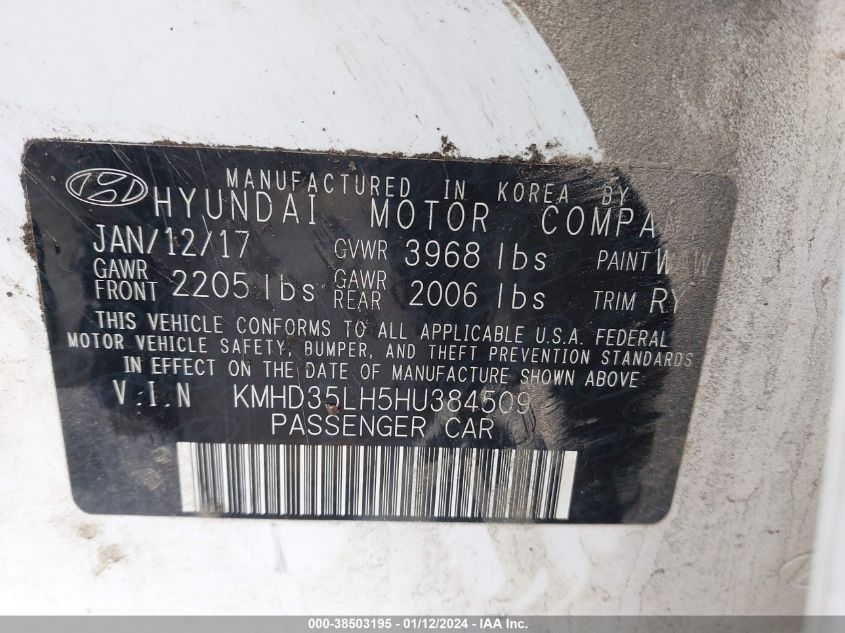 MANUFACTURED IN KOREA BY
HYUNDAI MOTOR COMPA
JAN/12/17 GVWR 3968 lbs PAINT
GAWR FRONT 2205 lbs GAWR REAR 2006 lbs TRIM RY
THIS VEHICLE CONFORMS TO ALL APPLICABLE U.S.A. FEDERAL
MOTOR VEHICLE SAFETY, BUMPER, AND THEFT PREVENTION STANDARDS
IN EFFECT ON THE DATE OF MANUFACTURE SHOWN ABOVE.
V.I.N KMHD35LH5HU384509
PASSENGER CAR
000-38503195 - 01/12/2024 - IAA Inc.